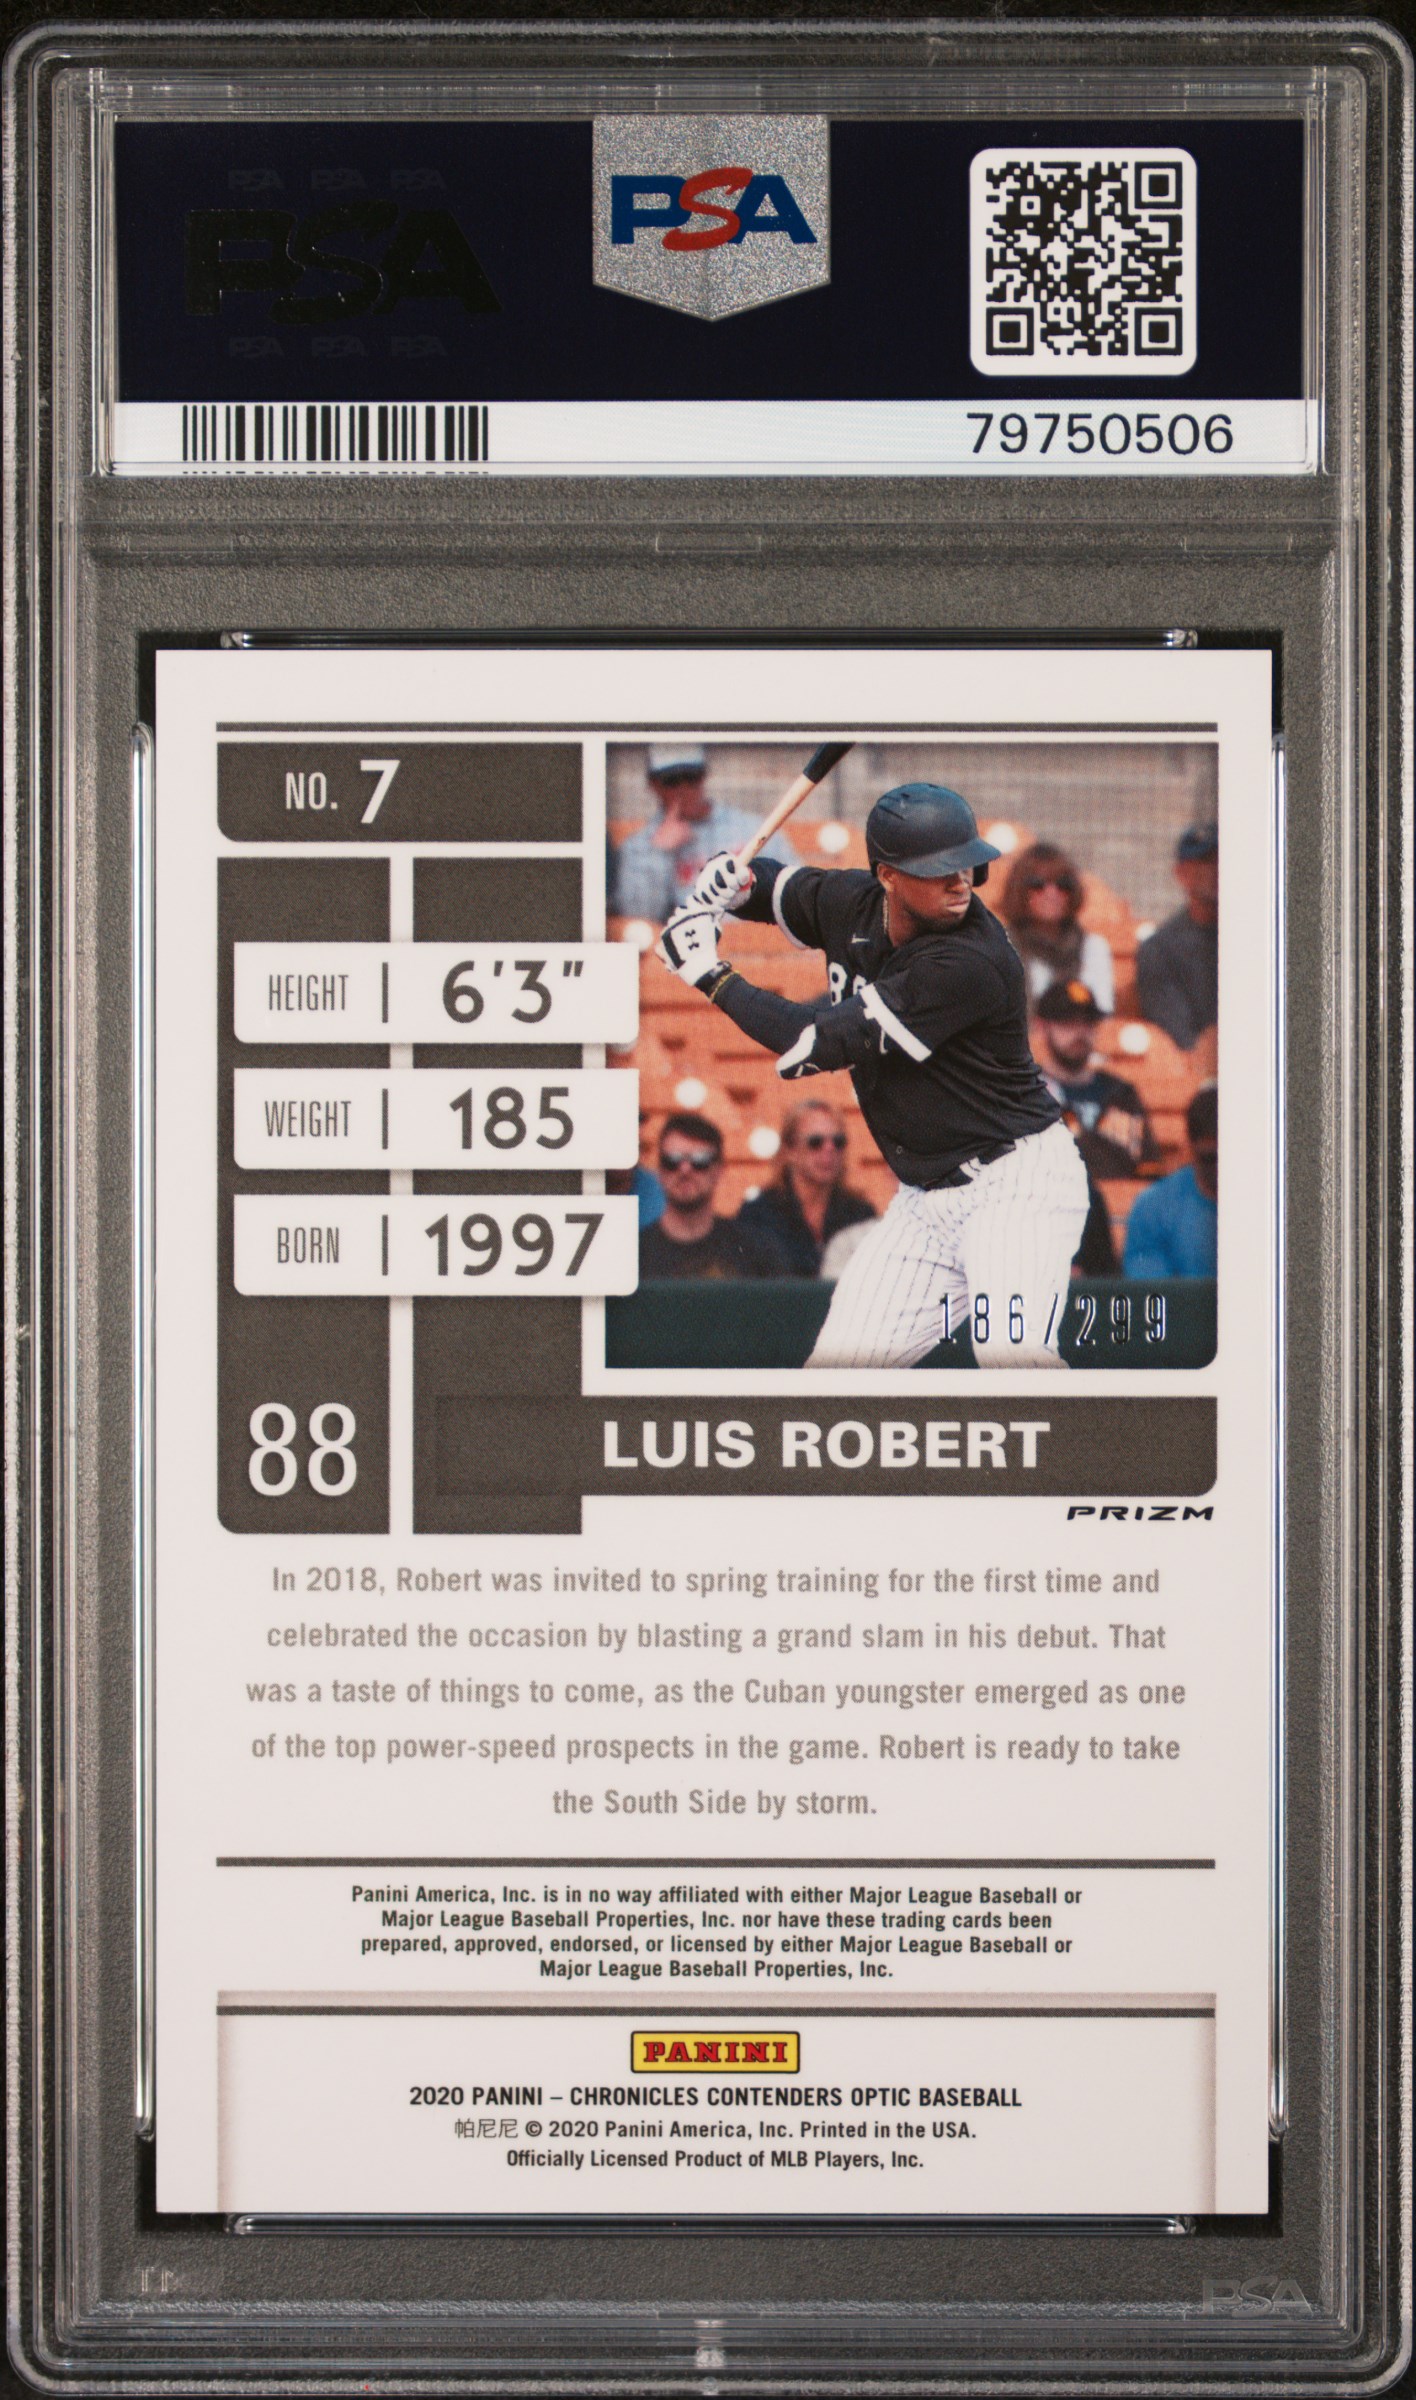 PSA PSA PSA
PSA
PSA PSA PSA
PSA
79750506
NO. 7
HEIGHT | 6'3"
WEIGHT | 185
BORN | 1997
186/299
88
LUIS ROBERT
PRIZM
In 2018, Robert was invited to spring training for the first time and
celebrated the occasion by blasting a grand slam in his debut. That
was a taste of things to come, as the Cuban youngster emerged as one
of the top power-speed prospects in the game. Robert is ready to take
the South Side by storm.
Panini America, Inc. is in no way affiliated with either Major League Baseball or
Major League Baseball Properties, Inc. nor have these trading cards been
prepared, approved, endorsed, or licensed by either Major League Baseball or
Major League Baseball Properties, Inc.
PANINI
2020 PANINI – CHRONICLES CONTENDERS OPTIC BASEBALL
帕尼尼 © 2020 Panini America, Inc. Printed in the USA.
Officially Licensed Product of MLB Players, Inc.
PSA